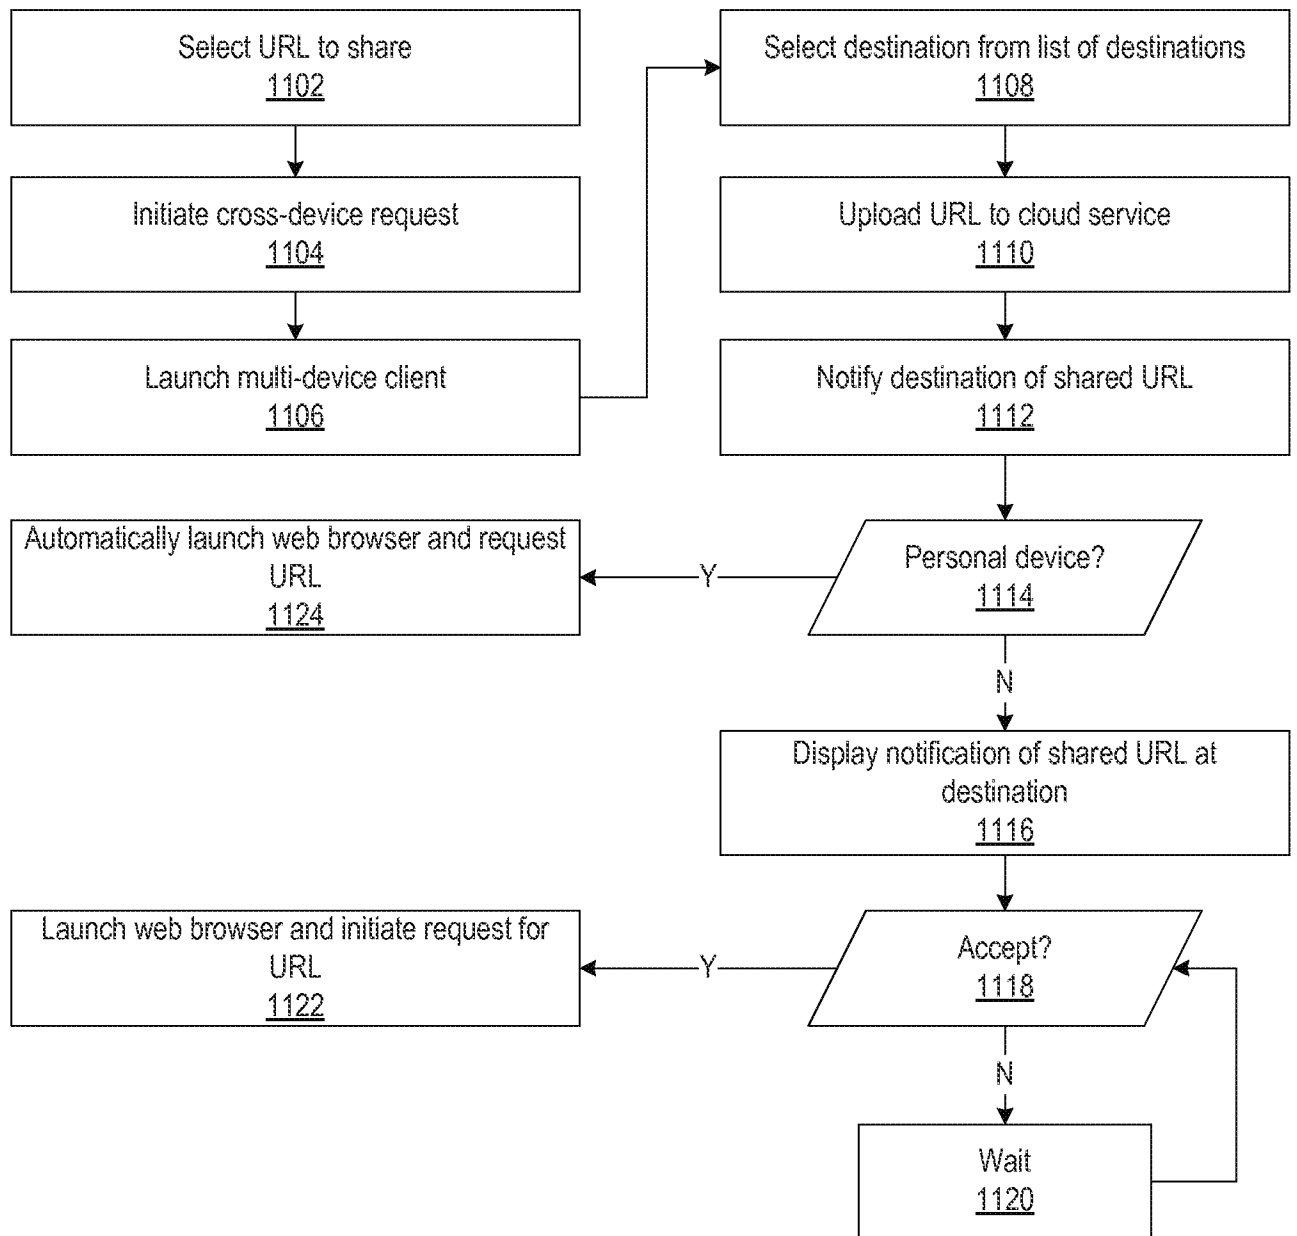 Select URL to share
1102
Initiate cross-device request
1104
Launch multi-device client
1106
Select destination from list of destinations
1108
Upload URL to cloud service
1110
Notify destination of shared URL
1112
Personal device?
1114
Y
Automatically launch web browser and request
URL
1124
N
Display notification of shared URL at
destination
1116
Accept?
1118
Y
Launch web browser and initiate request for
URL
1122
N
Wait
1120